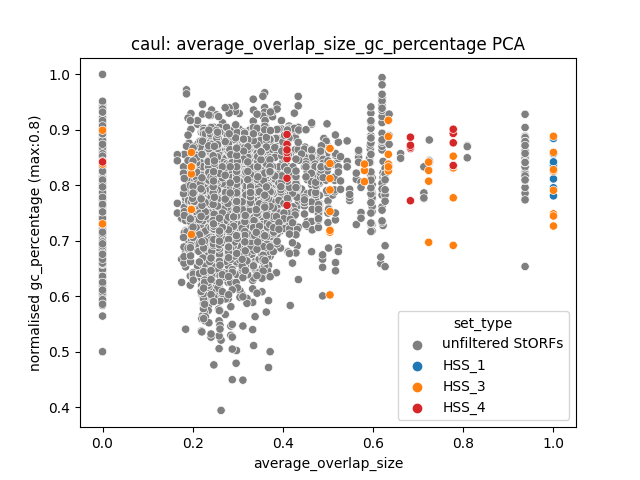 caul: average_overlap_size_gc_percentage PCA
normalised gc_percentage (max:0.8)
1.0
0.9
0.8
0.7
0.6
0.5
0.4
set_type
unfiltered StORFs
HSS_1
HSS_3
HSS_4
0.0 0.2 0.4 0.6 0.8 1.0
average_overlap_size